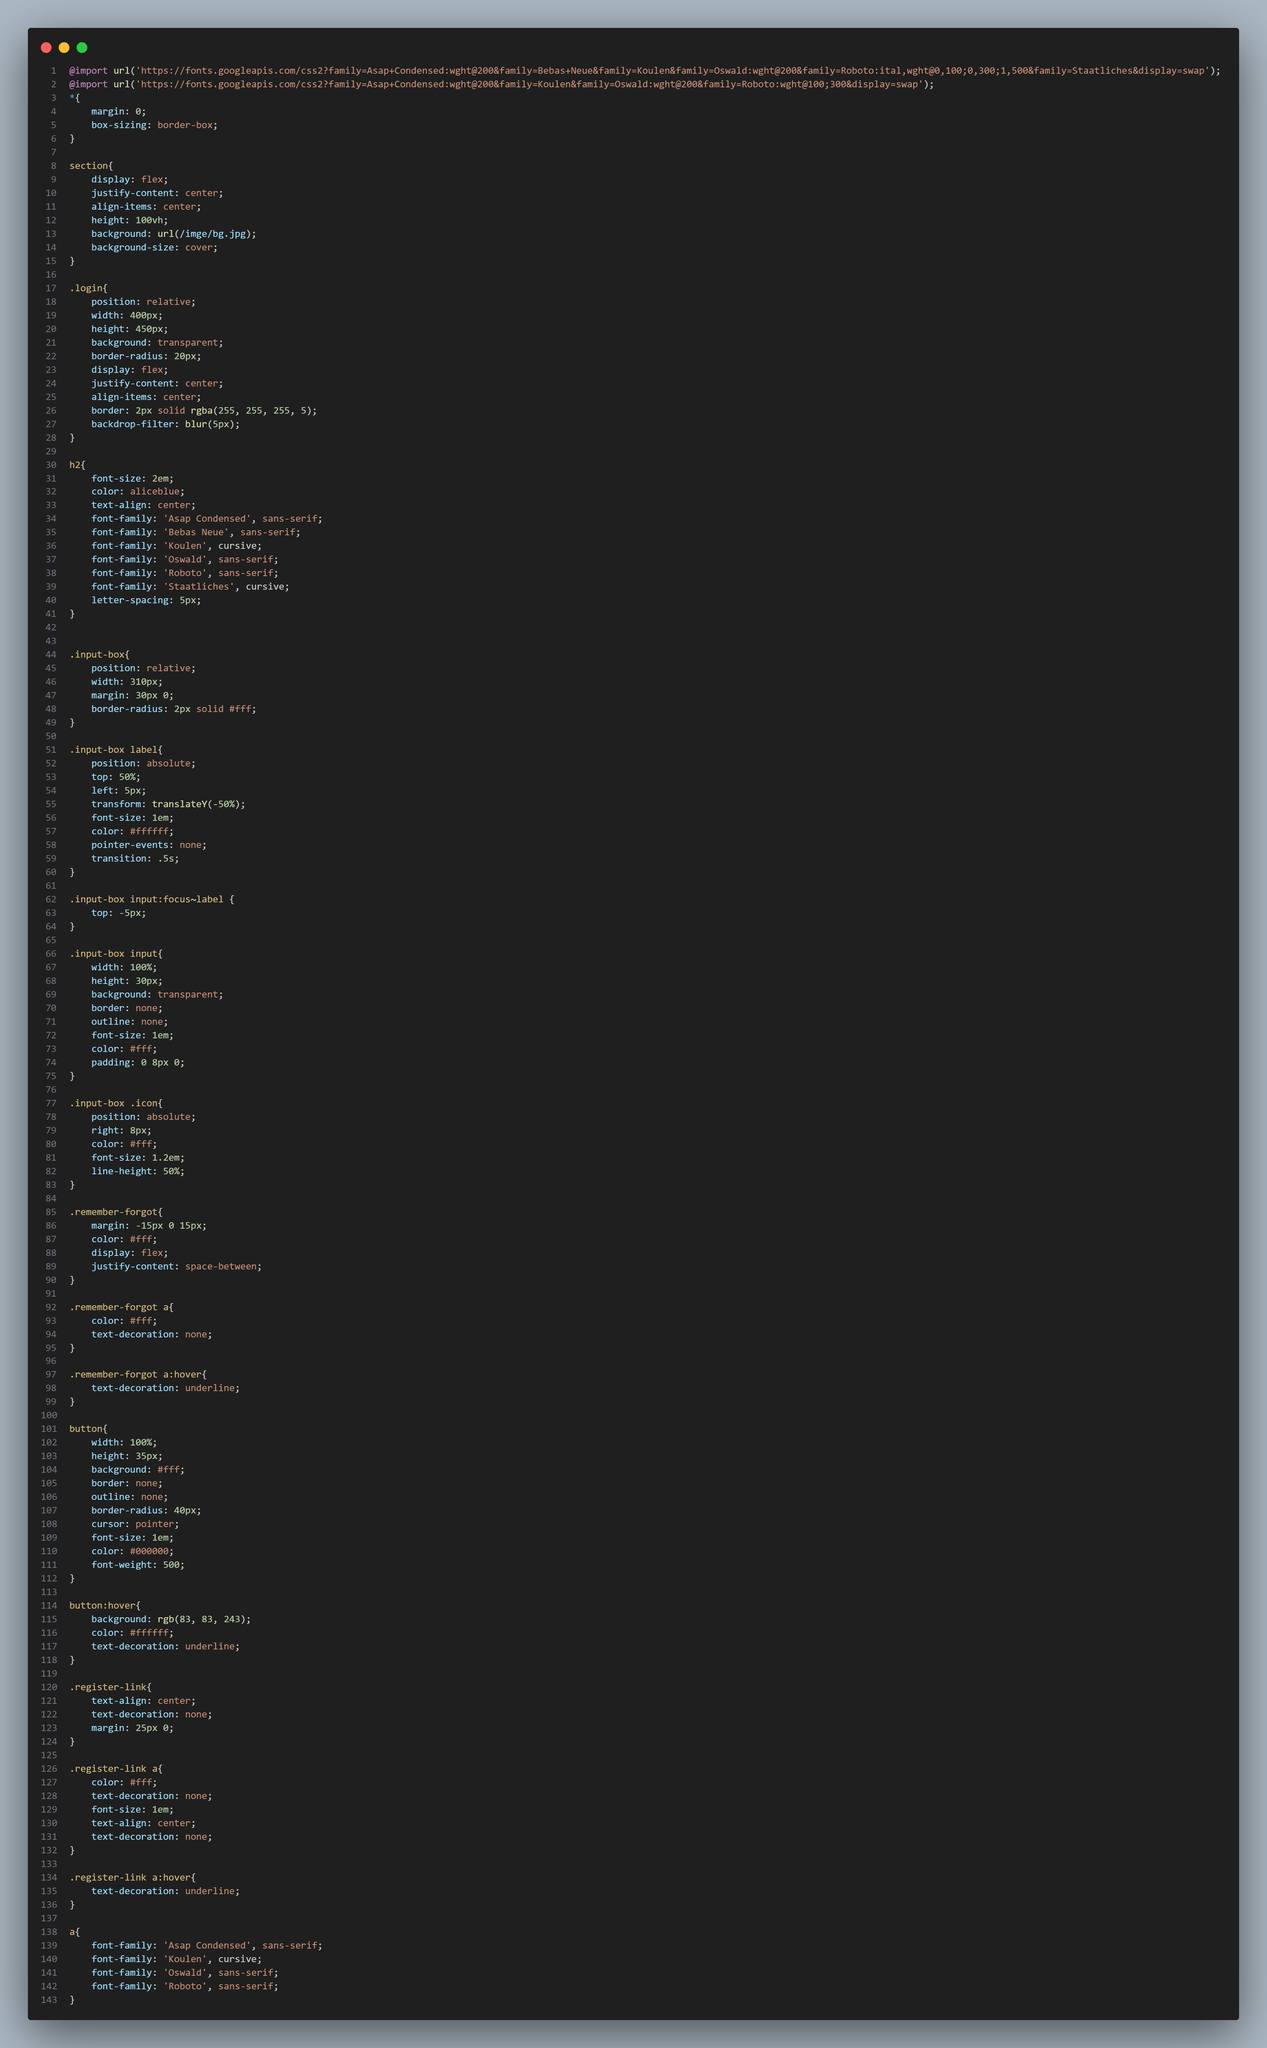 1 @import url('https://fonts.googleapis.com/css2?family=Asap+Condensed:wght@200&family=Bebas+Neue&family=Koulen&family=Oswald:wght@200&family=Roboto:ital,wght@0,100;0,300;1,500&family=Staatliches&display=swap');
2 @import url('https://fonts.googleapis.com/css2?family=Asap+Condensed:wght@200&family=Koulen&family=Oswald:wght@200&family=Roboto:wght@100;300&display=swap');
3 *{
4     margin: 0;
5     box-sizing: border-box;
6 }
7
8 section{
9     display: flex;
10     justify-content: center;
11     align-items: center;
12     height: 100vh;
13     background: url(/imge/bg.jpg);
14     background-size: cover;
15 }
16
17 .login{
18     position: relative;
19     width: 400px;
20     height: 450px;
21     background: transparent;
22     border-radius: 20px;
23     display: flex;
24     justify-content: center;
25     align-items: center;
26     border: 2px solid rgba(255, 255, 255, 5);
27     backdrop-filter: blur(5px);
28 }
29
30 h2{
31     font-size: 2em;
32     color: aliceblue;
33     text-align: center;
34     font-family: 'Asap Condensed', sans-serif;
35     font-family: 'Bebas Neue', sans-serif;
36     font-family: 'Koulen', cursive;
37     font-family: 'Oswald', sans-serif;
38     font-family: 'Roboto', sans-serif;
39     font-family: 'Staatliches', cursive;
40     letter-spacing: 5px;
41 }
42
43
44 .input-box{
45     position: relative;
46     width: 310px;
47     margin: 30px 0;
48     border-radius: 2px solid #fff;
49 }
50
51 .input-box label{
52     position: absolute;
53     top: 50%;
54     left: 5px;
55     transform: translateY(-50%);
56     font-size: 1em;
57     color: #ffffff;
58     pointer-events: none;
59     transition: .5s;
60 }
61
62 .input-box input:focus~label {
63     top: -5px;
64 }
65
66 .input-box input{
67     width: 100%;
68     height: 30px;
69     background: transparent;
70     border: none;
71     outline: none;
72     font-size: 1em;
73     color: #fff;
74     padding: 0 8px 0;
75 }
76
77 .input-box .icon{
78     position: absolute;
79     right: 8px;
80     color: #fff;
81     font-size: 1.2em;
82     line-height: 50%;
83 }
84
85 .remember-forgot{
86     margin: -15px 0 15px;
87     color: #fff;
88     display: flex;
89     justify-content: space-between;
90 }
91
92 .remember-forgot a{
93     color: #fff;
94     text-decoration: none;
95 }
96
97 .remember-forgot a:hover{
98     text-decoration: underline;
99 }
100
101 button{
102     width: 100%;
103     height: 35px;
104     background: #fff;
105     border: none;
106     outline: none;
107     border-radius: 40px;
108     cursor: pointer;
109     font-size: 1em;
110     color: #000000;
111     font-weight: 500;
112 }
113
114 button:hover{
115     background: rgb(83, 83, 243);
116     color: #ffffff;
117     text-decoration: underline;
118 }
119
120 .register-link{
121     text-align: center;
122     text-decoration: none;
123     margin: 25px 0;
124 }
125
126 .register-link a{
127     color: #fff;
128     text-decoration: none;
129     font-size: 1em;
130     text-align: center;
131     text-decoration: none;
132 }
133
134 .register-link a:hover{
135     text-decoration: underline;
136 }
137
138 a{
139     font-family: 'Asap Condensed', sans-serif;
140     font-family: 'Koulen', cursive;
141     font-family: 'Oswald', sans-serif;
142     font-family: 'Roboto', sans-serif;
143 }